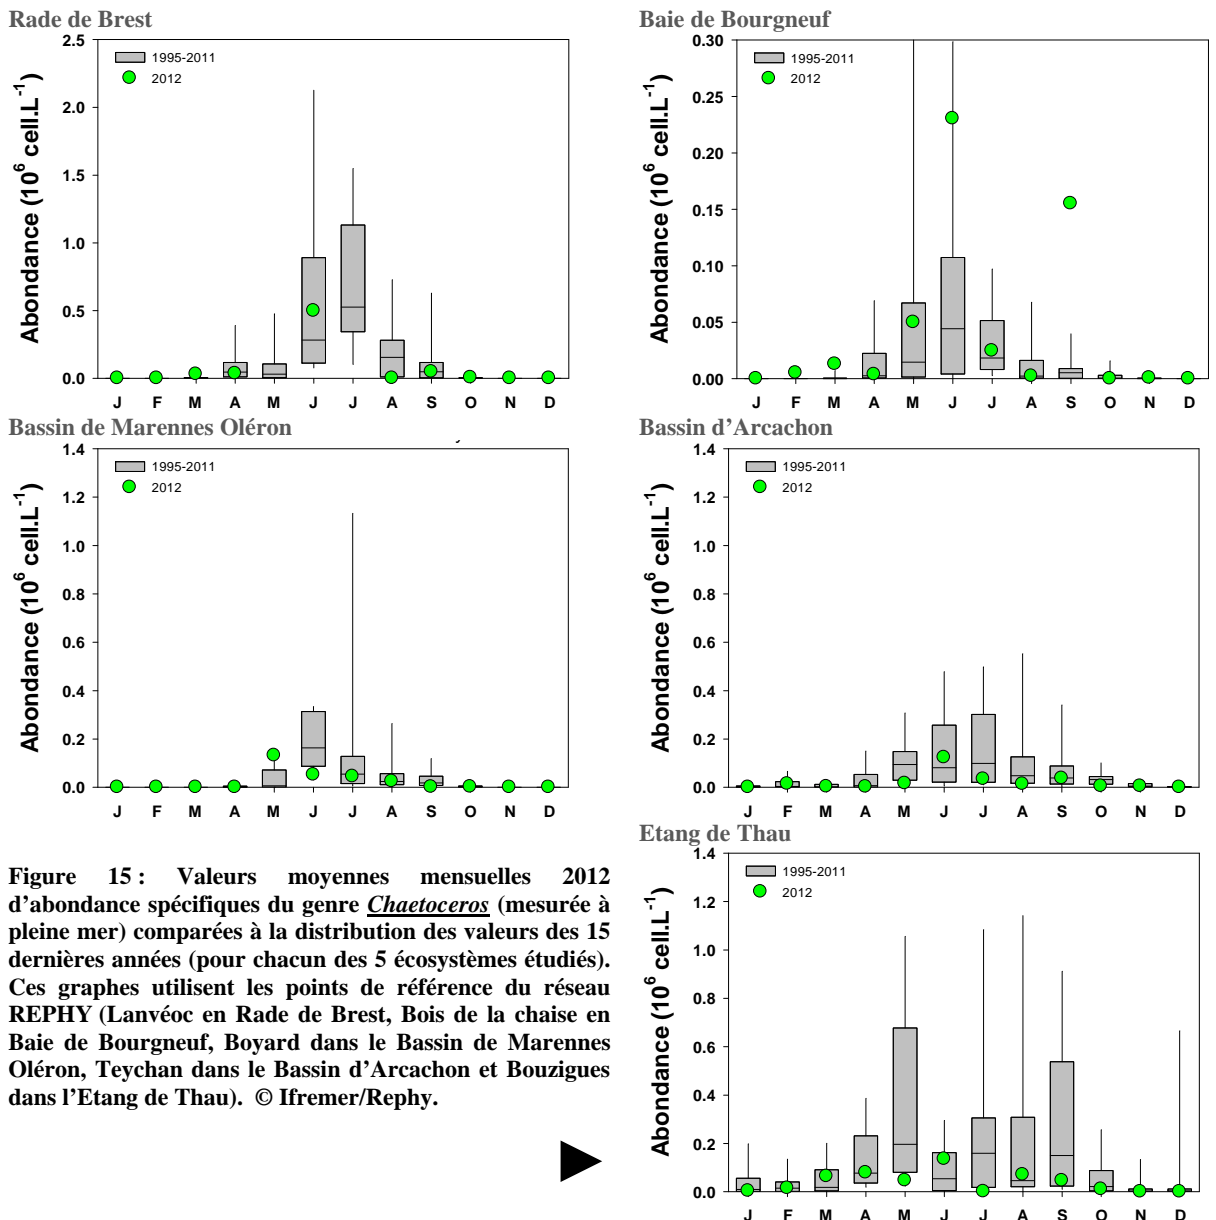 Rade de Brest
2.5
2.0
1.5
1.0
0.5
0.0
Abondance (10^6 cell.L^-1)
1995-2011
2012
J F M A M J J A S O N D
Baie de Bourgneuf
0.30
0.25
0.20
0.15
0.10
0.05
0.00
Abondance (10^6 cell.L^-1)
1995-2011
2012
J F M A M J J A S O N D
Bassin de Marennes Oléron
1.4
1.2
1.0
0.8
0.6
0.4
0.2
0.0
Abondance (10^6 cell.L^-1)
1995-2011
2012
J F M A M J J A S O N D
Bassin d'Arcachon
1.4
1.2
1.0
0.8
0.6
0.4
0.2
0.0
Abondance (10^6 cell.L^-1)
1995-2011
2012
J F M A M J J A S O N D
Etang de Thau
1.4
1.2
1.0
0.8
0.6
0.4
0.2
0.0
Abondance (10^6 cell.L^-1)
1995-2011
2012
J F M A M J J A S O N D
Figure 15 : Valeurs moyennes mensuelles 2012
d'abondance spécifiques du genre Chaetoceros (mesurée à
pleine mer) comparées à la distribution des valeurs des 15
dernières années (pour chacun des 5 écosystèmes étudiés).
Ces graphes utilisent les points de référence du réseau
REPHY (Lanvéoc en Rade de Brest, Bois de la chaise en
Baie de Bourgneuf, Boyard dans le Bassin de Marennes
Oléron, Teychan dans le Bassin d'Arcachon et Bouzigues
dans l'Etang de Thau). © Ifremer/Rephy.